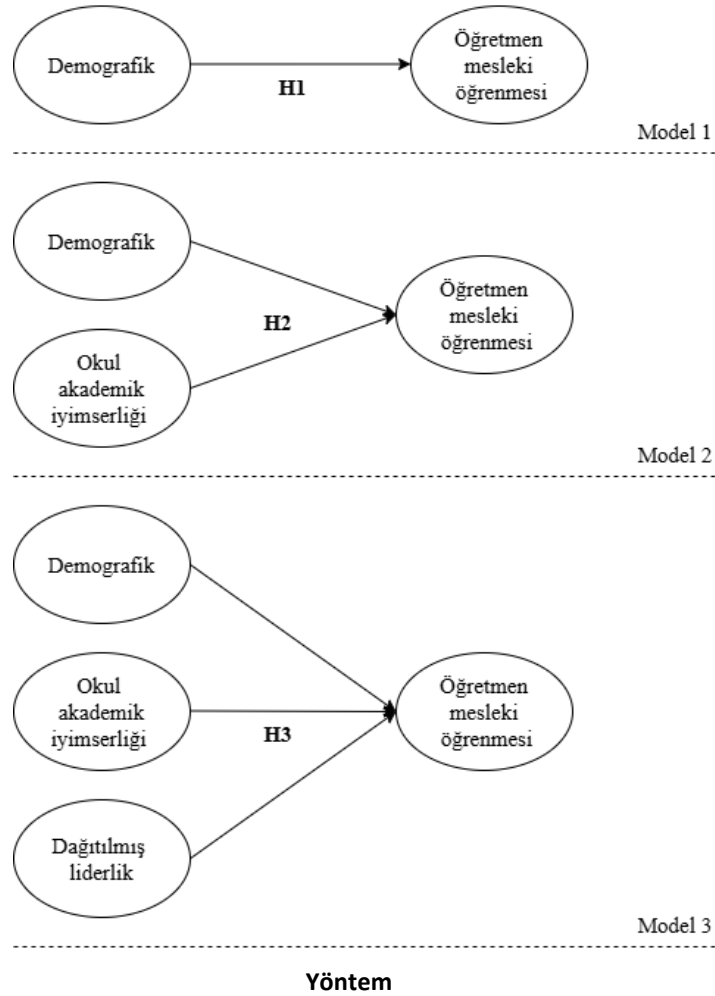 Demografik
H1
Öğretmen
mesleki
öğrenmesi
Model 1
Demografik
Okul
akademik
iyimserliği
H2
Öğretmen
mesleki
öğrenmesi
Model 2
Demografik
Okul
akademik
iyimserliği
Dağıtılmış
liderlik
H3
Öğretmen
mesleki
öğrenmesi
Model 3
Yöntem